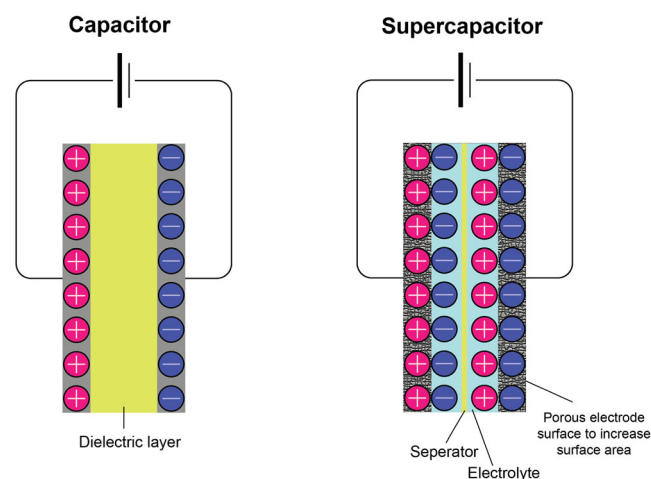 Capacitor
Supercapacitor
Dielectric layer
Seperator
Electrolyte
Porous electrode
surface to increase
surface area